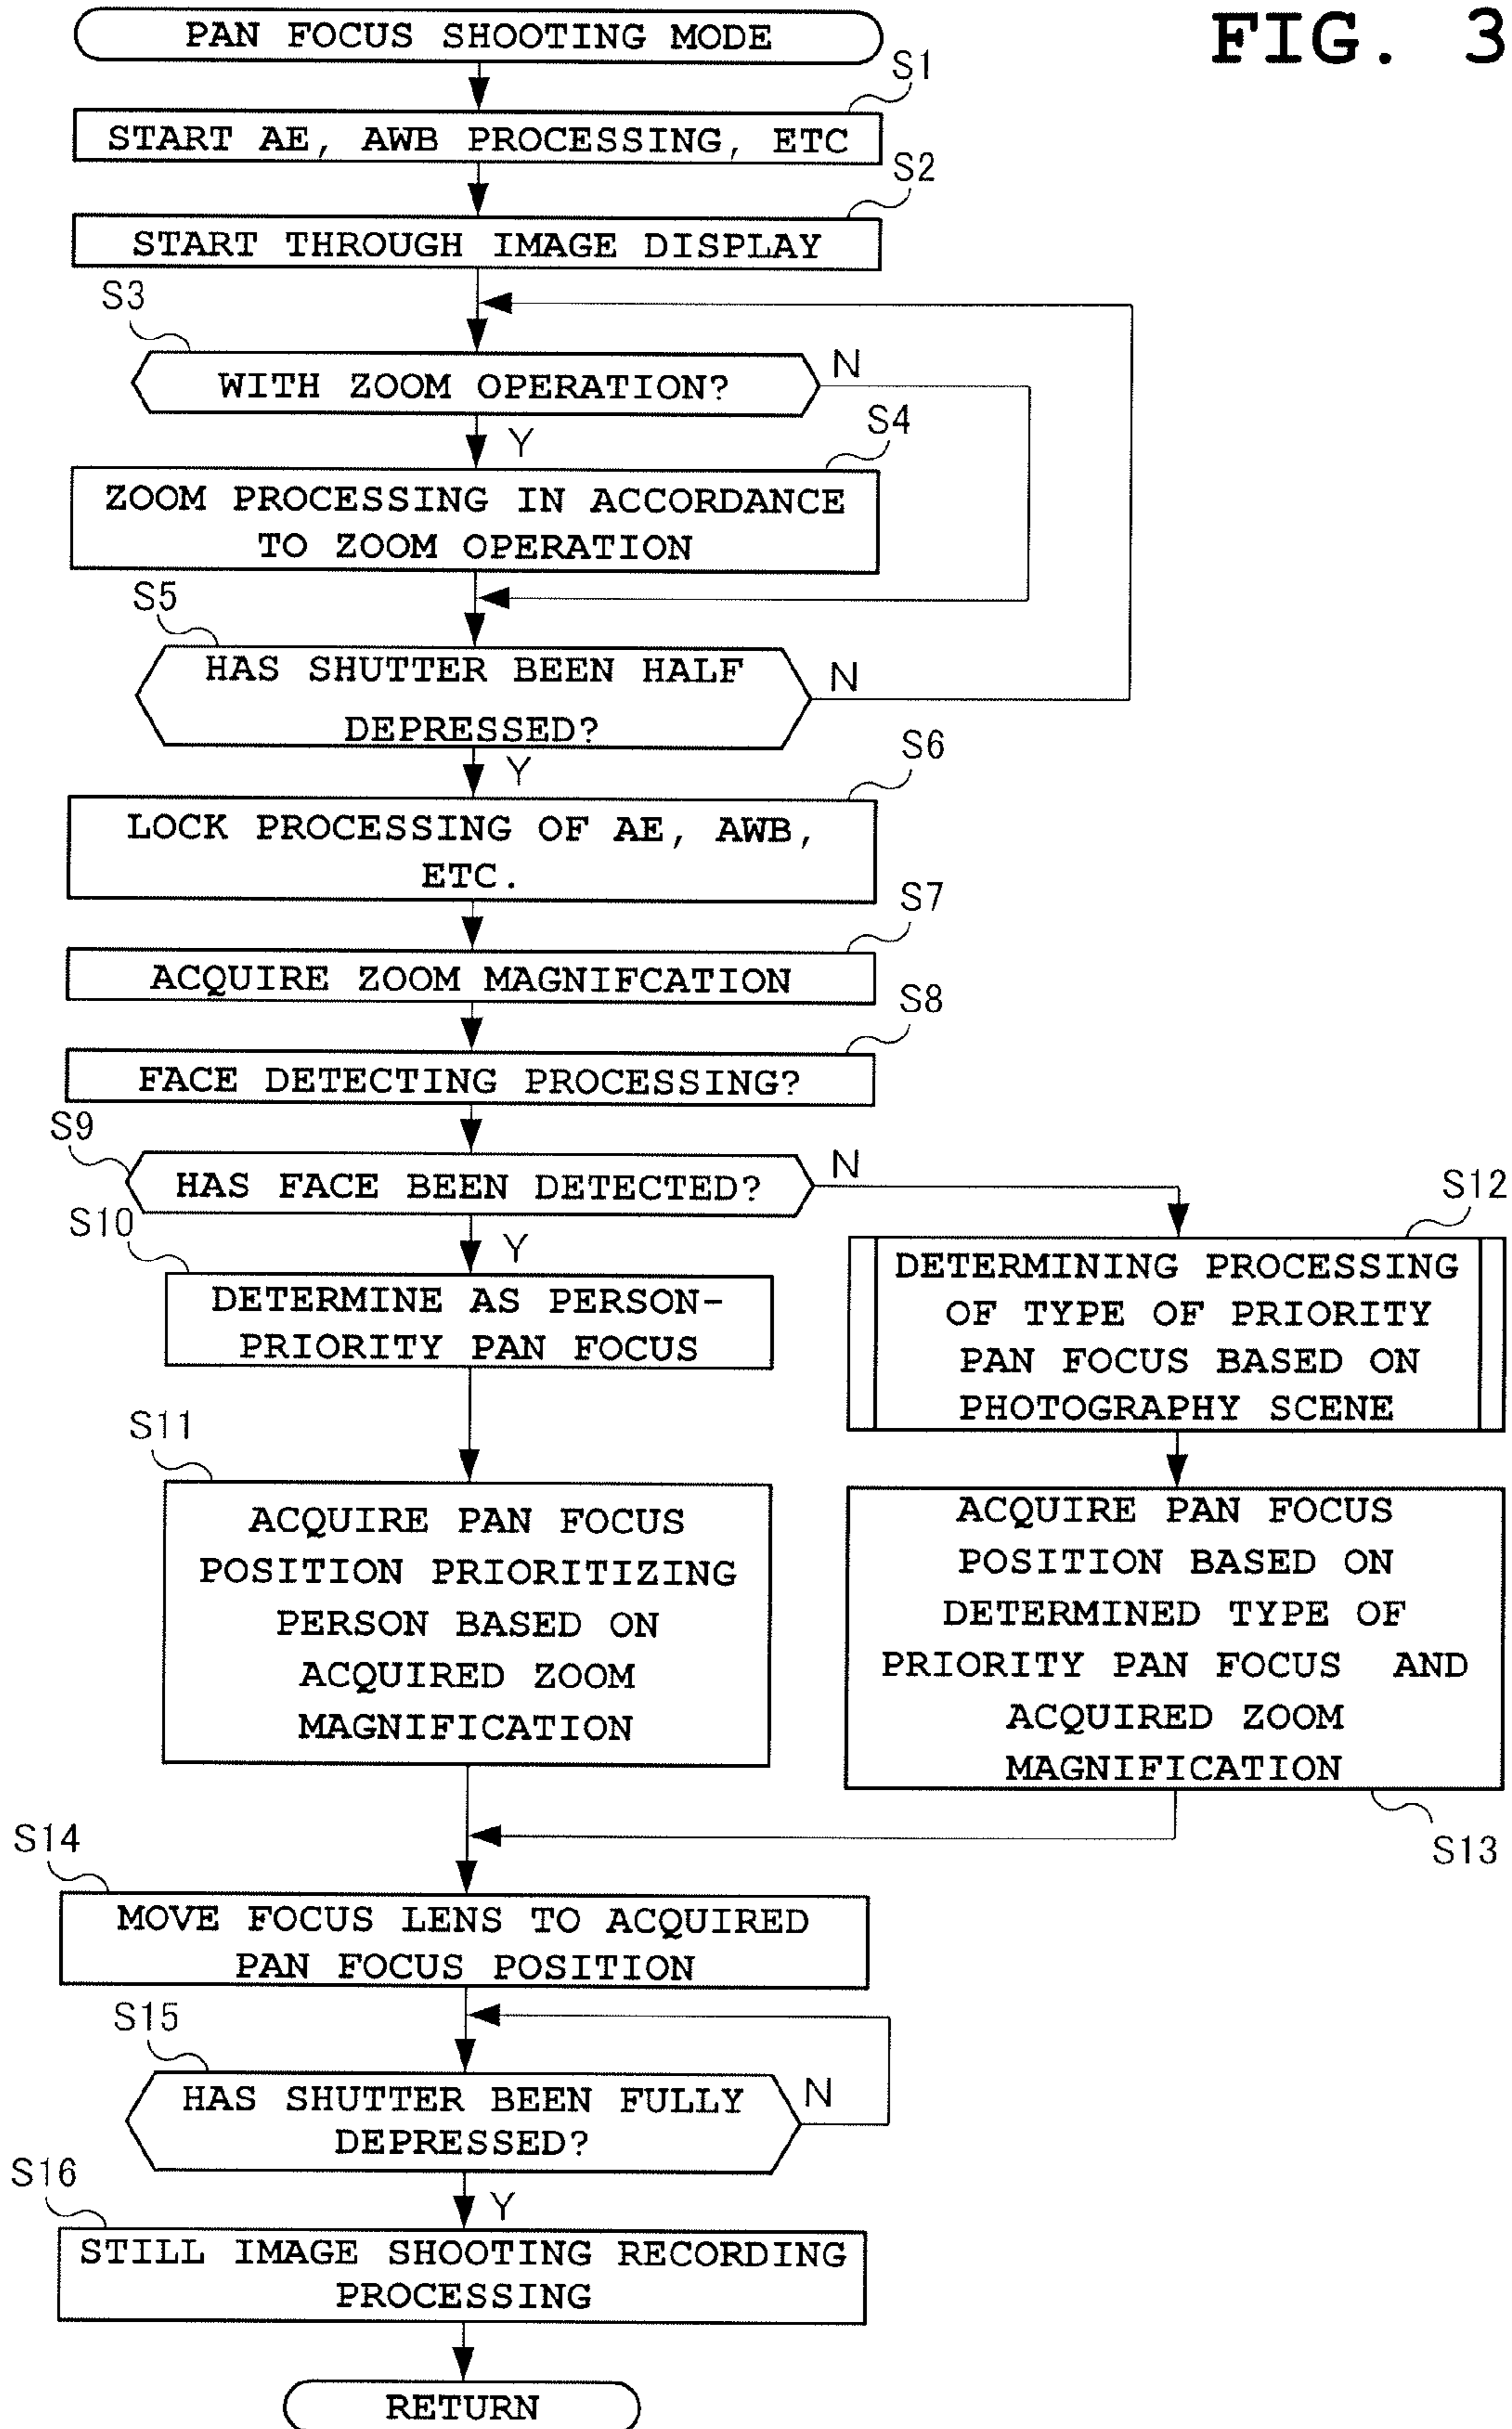 FIG. 3
PAN FOCUS SHOOTING MODE
S1
START AE, AWB PROCESSING, ETC
S2
START THROUGH IMAGE DISPLAY
S3
WITH ZOOM OPERATION?
N
Y
S4
ZOOM PROCESSING IN ACCORDANCE
TO ZOOM OPERATION
S5
HAS SHUTTER BEEN HALF
DEPRESSED?
N
Y
S6
LOCK PROCESSING OF AE, AWB,
ETC.
S7
ACQUIRE ZOOM MAGNIFCATION
S8
FACE DETECTING PROCESSING?
S9
HAS FACE BEEN DETECTED?
N
Y
S10
DETERMINE AS PERSON-
PRIORITY PAN FOCUS
S12
DETERMINING PROCESSING
OF TYPE OF PRIORITY
PAN FOCUS BASED ON
PHOTOGRAPHY SCENE
S11
ACQUIRE PAN FOCUS
POSITION PRIORITIZING
PERSON BASED ON
ACQUIRED ZOOM
MAGNIFICATION
ACQUIRE PAN FOCUS
POSITION BASED ON
DETERMINED TYPE OF
PRIORITY PAN FOCUS AND
ACQUIRED ZOOM
MAGNIFICATION
S13
S14
MOVE FOCUS LENS TO ACQUIRED
PAN FOCUS POSITION
S15
HAS SHUTTER BEEN FULLY
DEPRESSED?
N
Y
S16
STILL IMAGE SHOOTING RECORDING
PROCESSING
RETURN